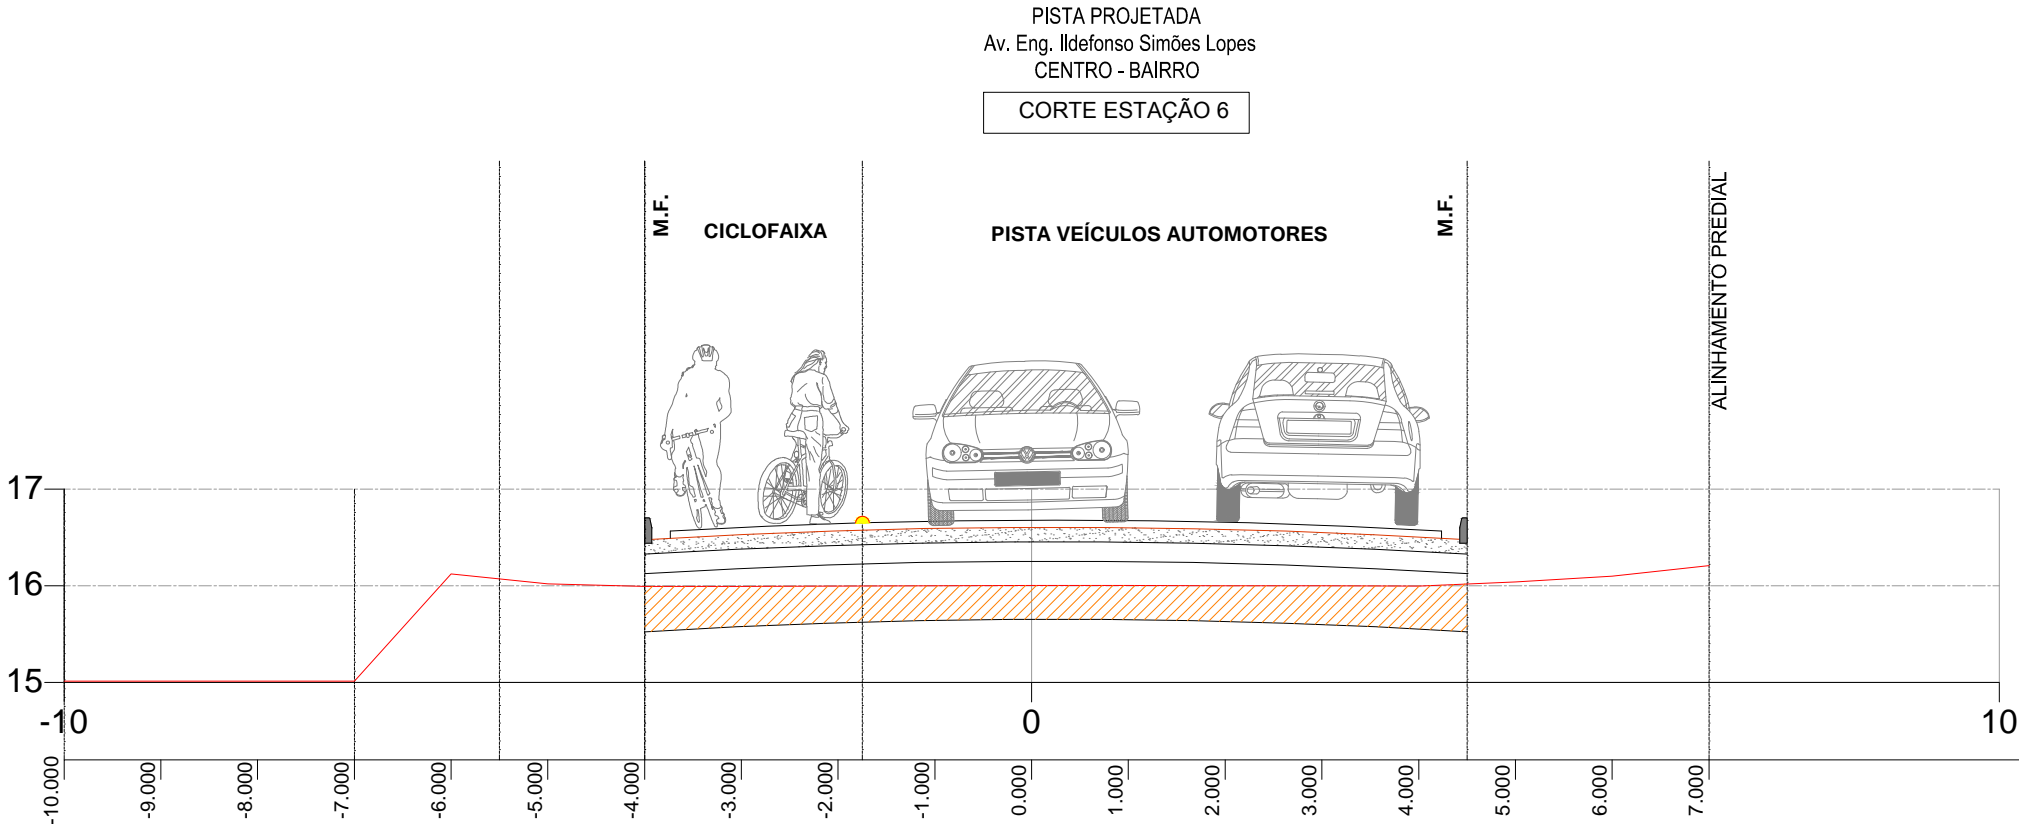 PISTA PROJETADA
Av. Eng. Ildefonso Simões Lopes
CENTRO - BAIRRO
CORTE ESTAÇÃO 6
M.F.
CICLOFAIXA
PISTA VEÍCULOS AUTOMOTORES
M.F.
ALINHAMENTO PREDIAL
17
16
15
-10
0
10
-10.000
-9.000
-8.000
-7.000
-6.000
-5.000
-4.000
-3.000
-2.000
-1.000
0.000
1.000
2.000
3.000
4.000
5.000
6.000
7.000